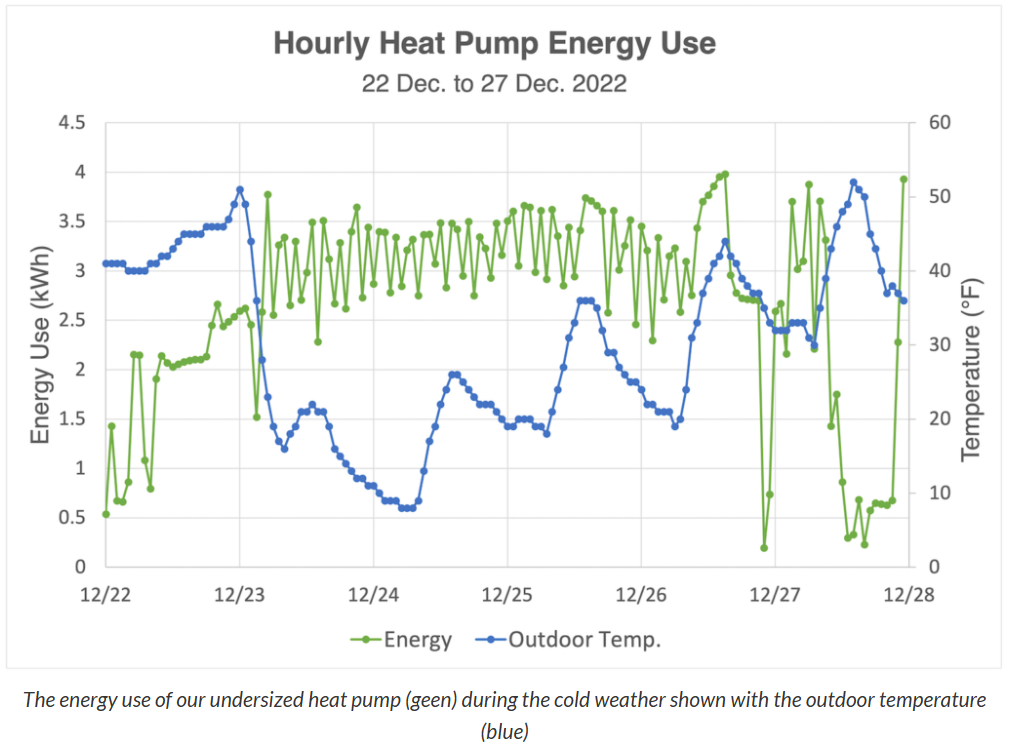 Hourly Heat Pump Energy Use
22 Dec. to 27 Dec. 2022
4.5
4
3.5
3
2.5
2
1.5
1
0.5
0
Energy Use (kWh)
60
50
40
30
20
10
0
Temperature (°F)
12/22 12/23 12/24 12/25 12/26 12/27 12/28
Energy Outdoor Temp.
The energy use of our undersized heat pump (geen) during the cold weather shown with the outdoor temperature
(blue)